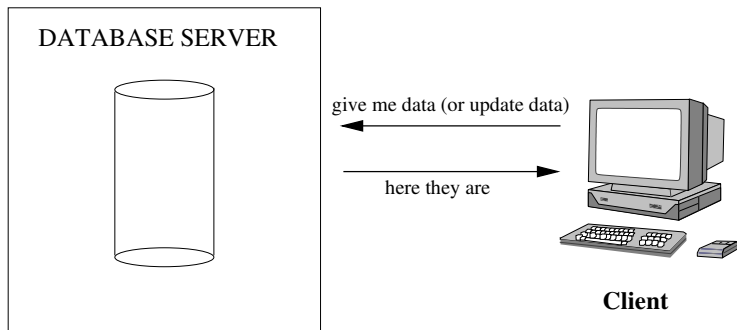 DATABASE SERVER
give me data (or update data)
here they are
Client